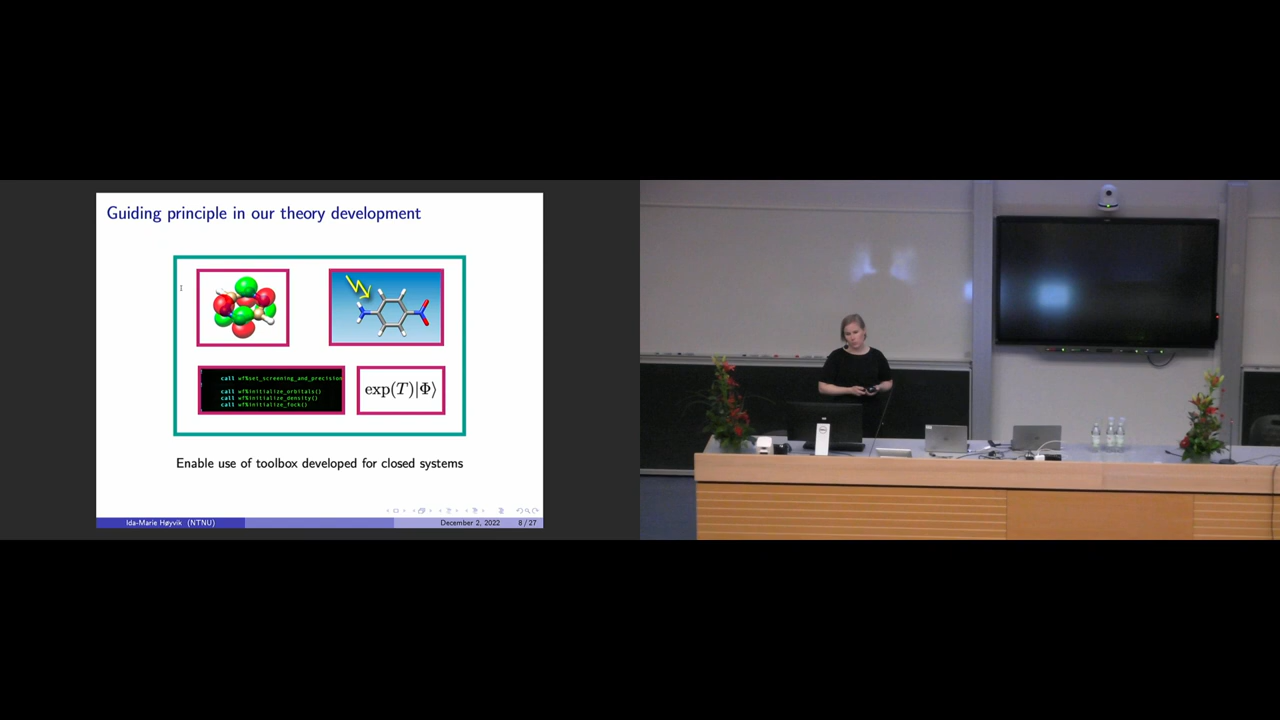 Guiding principle in our theory development
call wf%set_screening_and_precision
call wf%initialize_orbitals()
call wf%initialize_density()
call wf%initialize_fock()
exp(T)|Φ⟩
Enable use of toolbox developed for closed systems
Ida-Marie Høyvik (NTNU)
December 2, 2022
8 / 27